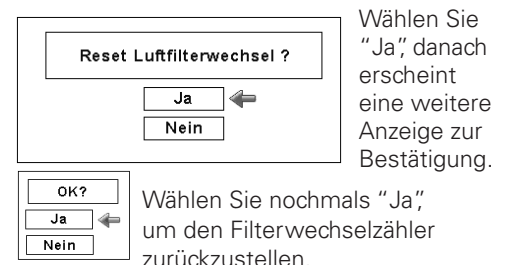 Reset Luftfilterwechsel ?
Ja
Nein
Wählen Sie
“Ja”, danach
erscheint
eine weitere
Anzeige zur
Bestätigung.
OK?
Ja
Nein
Wählen Sie nochmals “Ja”,
um den Filterwechselzähler
zurückzustellen.